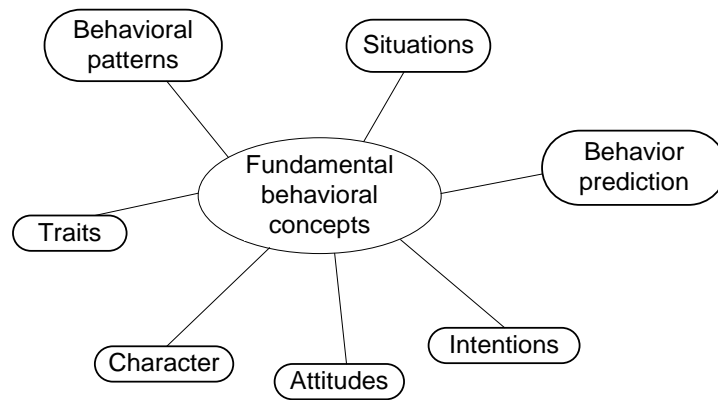 Behavioral
patterns
Situations
Fundamental
behavioral
concepts
Behavior
prediction
Traits
Character
Attitudes
Intentions